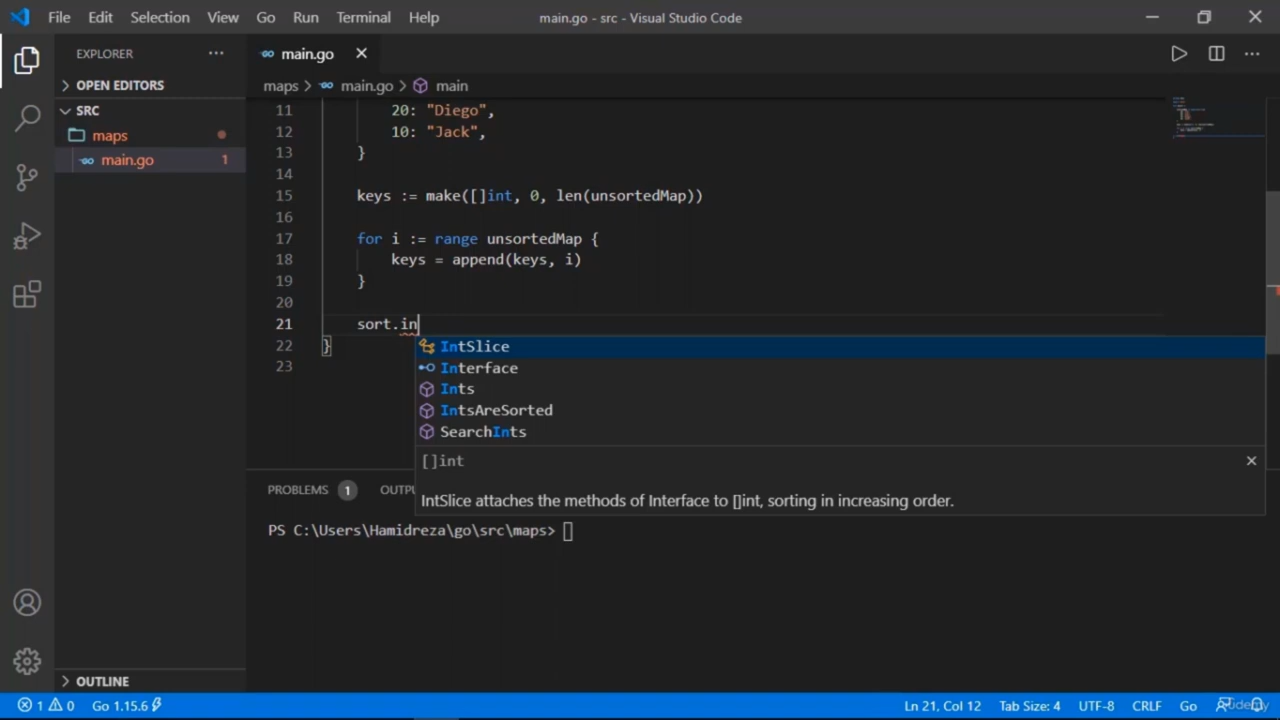 File Edit Selection View Go Run Terminal Help
main.go - src - Visual Studio Code
EXPLORER
main.go
OPEN EDITORS
maps > main.go > main
SRC
maps
main.go 1
11 20: "Diego",
12 10: "Jack",
13 }
14
15 keys := make([]int, 0, len(unsortedMap))
16
17 for i := range unsortedMap {
18 keys = append(keys, i)
19 }
20
21 sort.in
22 }
23
IntSlice
Interface
Ints
IntsAreSorted
SearchInts
[]int
IntSlice attaches the methods of Interface to []int, sorting in increasing order.
PROBLEMS 1 OUTPU
PS C:\Users\Hamidreza\go\src\maps>
OUTLINE
1 0 Go 1.15.6
Ln 21, Col 12 Tab Size: 4 UTF-8 CRLF Go
Udemy